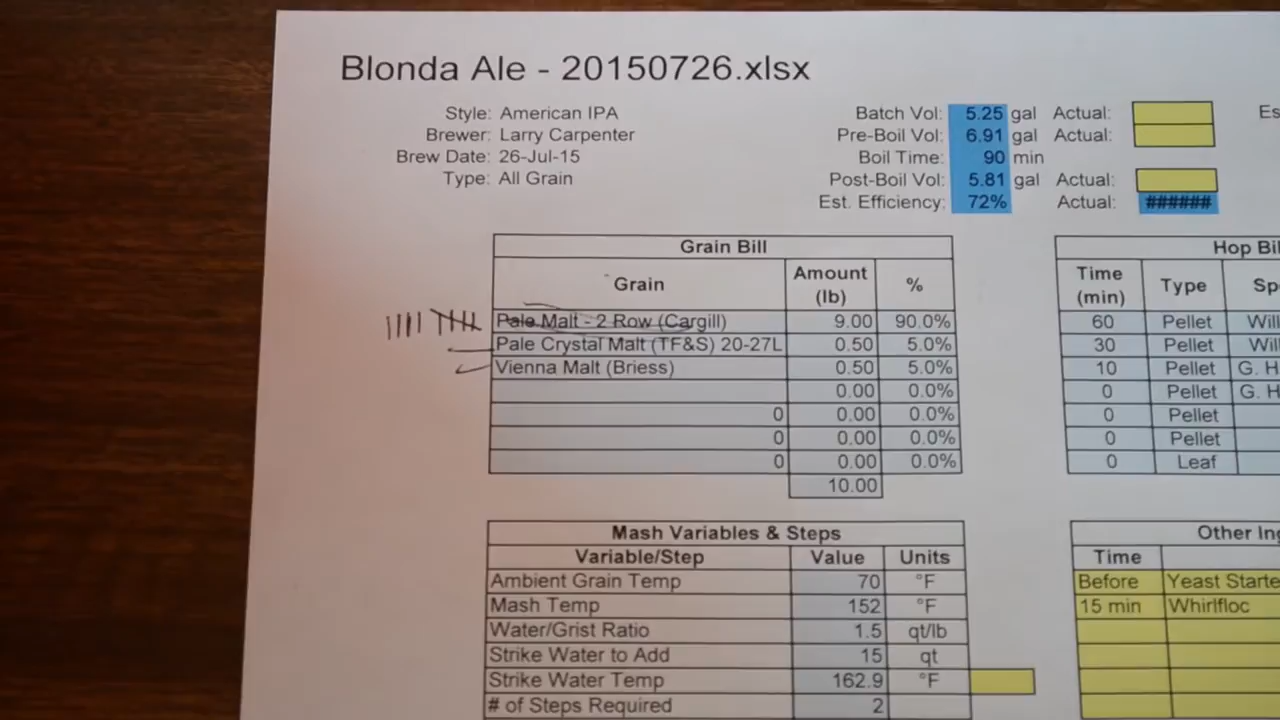 Blonda Ale - 20150726.xlsx
Style: American IPA
Brewer: Larry Carpenter
Brew Date: 26-Jul-15
Type: All Grain
Batch Vol: 5.25 gal Actual:
Pre-Boil Vol: 6.91 gal Actual:
Boil Time: 90 min
Post-Boil Vol: 5.81 gal Actual:
Est. Efficiency: 72% Actual: ######
Es
Grain Bill
Grain Amount (lb) %
Pale Malt - 2 Row (Cargill) 9.00 90.0%
Pale Crystal Malt (TF&S) 20-27L 0.50 5.0%
Vienna Malt (Briess) 0.50 5.0%
0.00 0.0%
0 0.00 0.0%
0 0.00 0.0%
0 0.00 0.0%
10.00
Hop Bil
Time (min) Type Sp
60 Pellet Will
30 Pellet Will
10 Pellet G. H
0 Pellet G. H
0 Pellet
0 Pellet
0 Leaf
Mash Variables & Steps
Variable/Step Value Units
Ambient Grain Temp 70 °F
Mash Temp 152 °F
Water/Grist Ratio 1.5 qt/lb
Strike Water to Add 15 qt
Strike Water Temp 162.9 °F
# of Steps Required 2
Other Ing
Time
Before Yeast Starte
15 min Whirlfloc